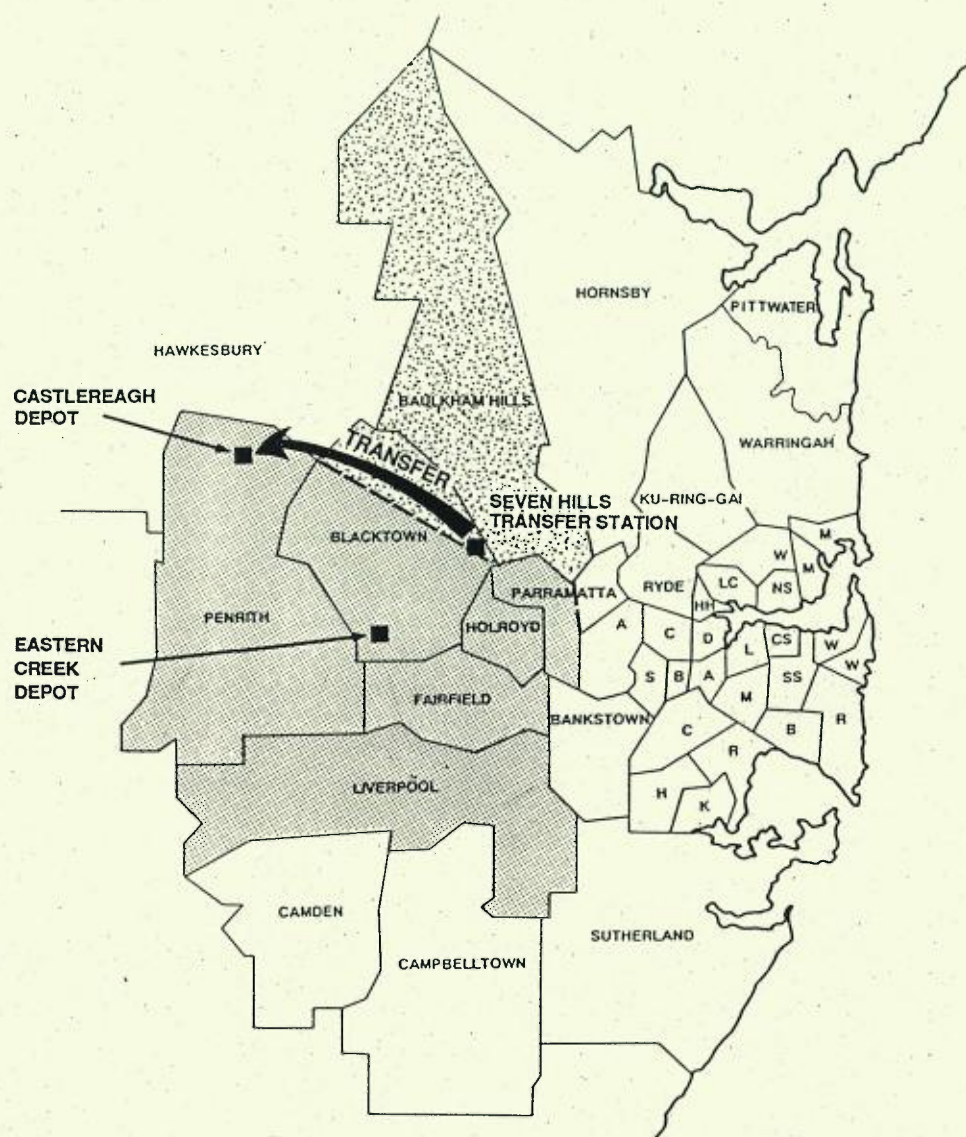 HORNSBY
PITTWATER
HAWKESBURY
CASTLEREAGH
DEPOT
BAULKHAM HILLS
WARRINGAH
TRANSFER
SEVEN HILLS
TRANSFER STATION
KU-RING-GAI
BLACKTOWN
M
W
M
LC
NS
RYDE
HH
PARRAMATTA
PENRITH
HOLROYD
A
C
D
L
CS
W
W
EASTERN
CREEK
DEPOT
S
B
A
SS
M
FAIRFIELD
BANKSTOWN
C
B
R
R
LIVERPOOL
H
K
CAMDEN
SUTHERLAND
CAMPBELLTOWN